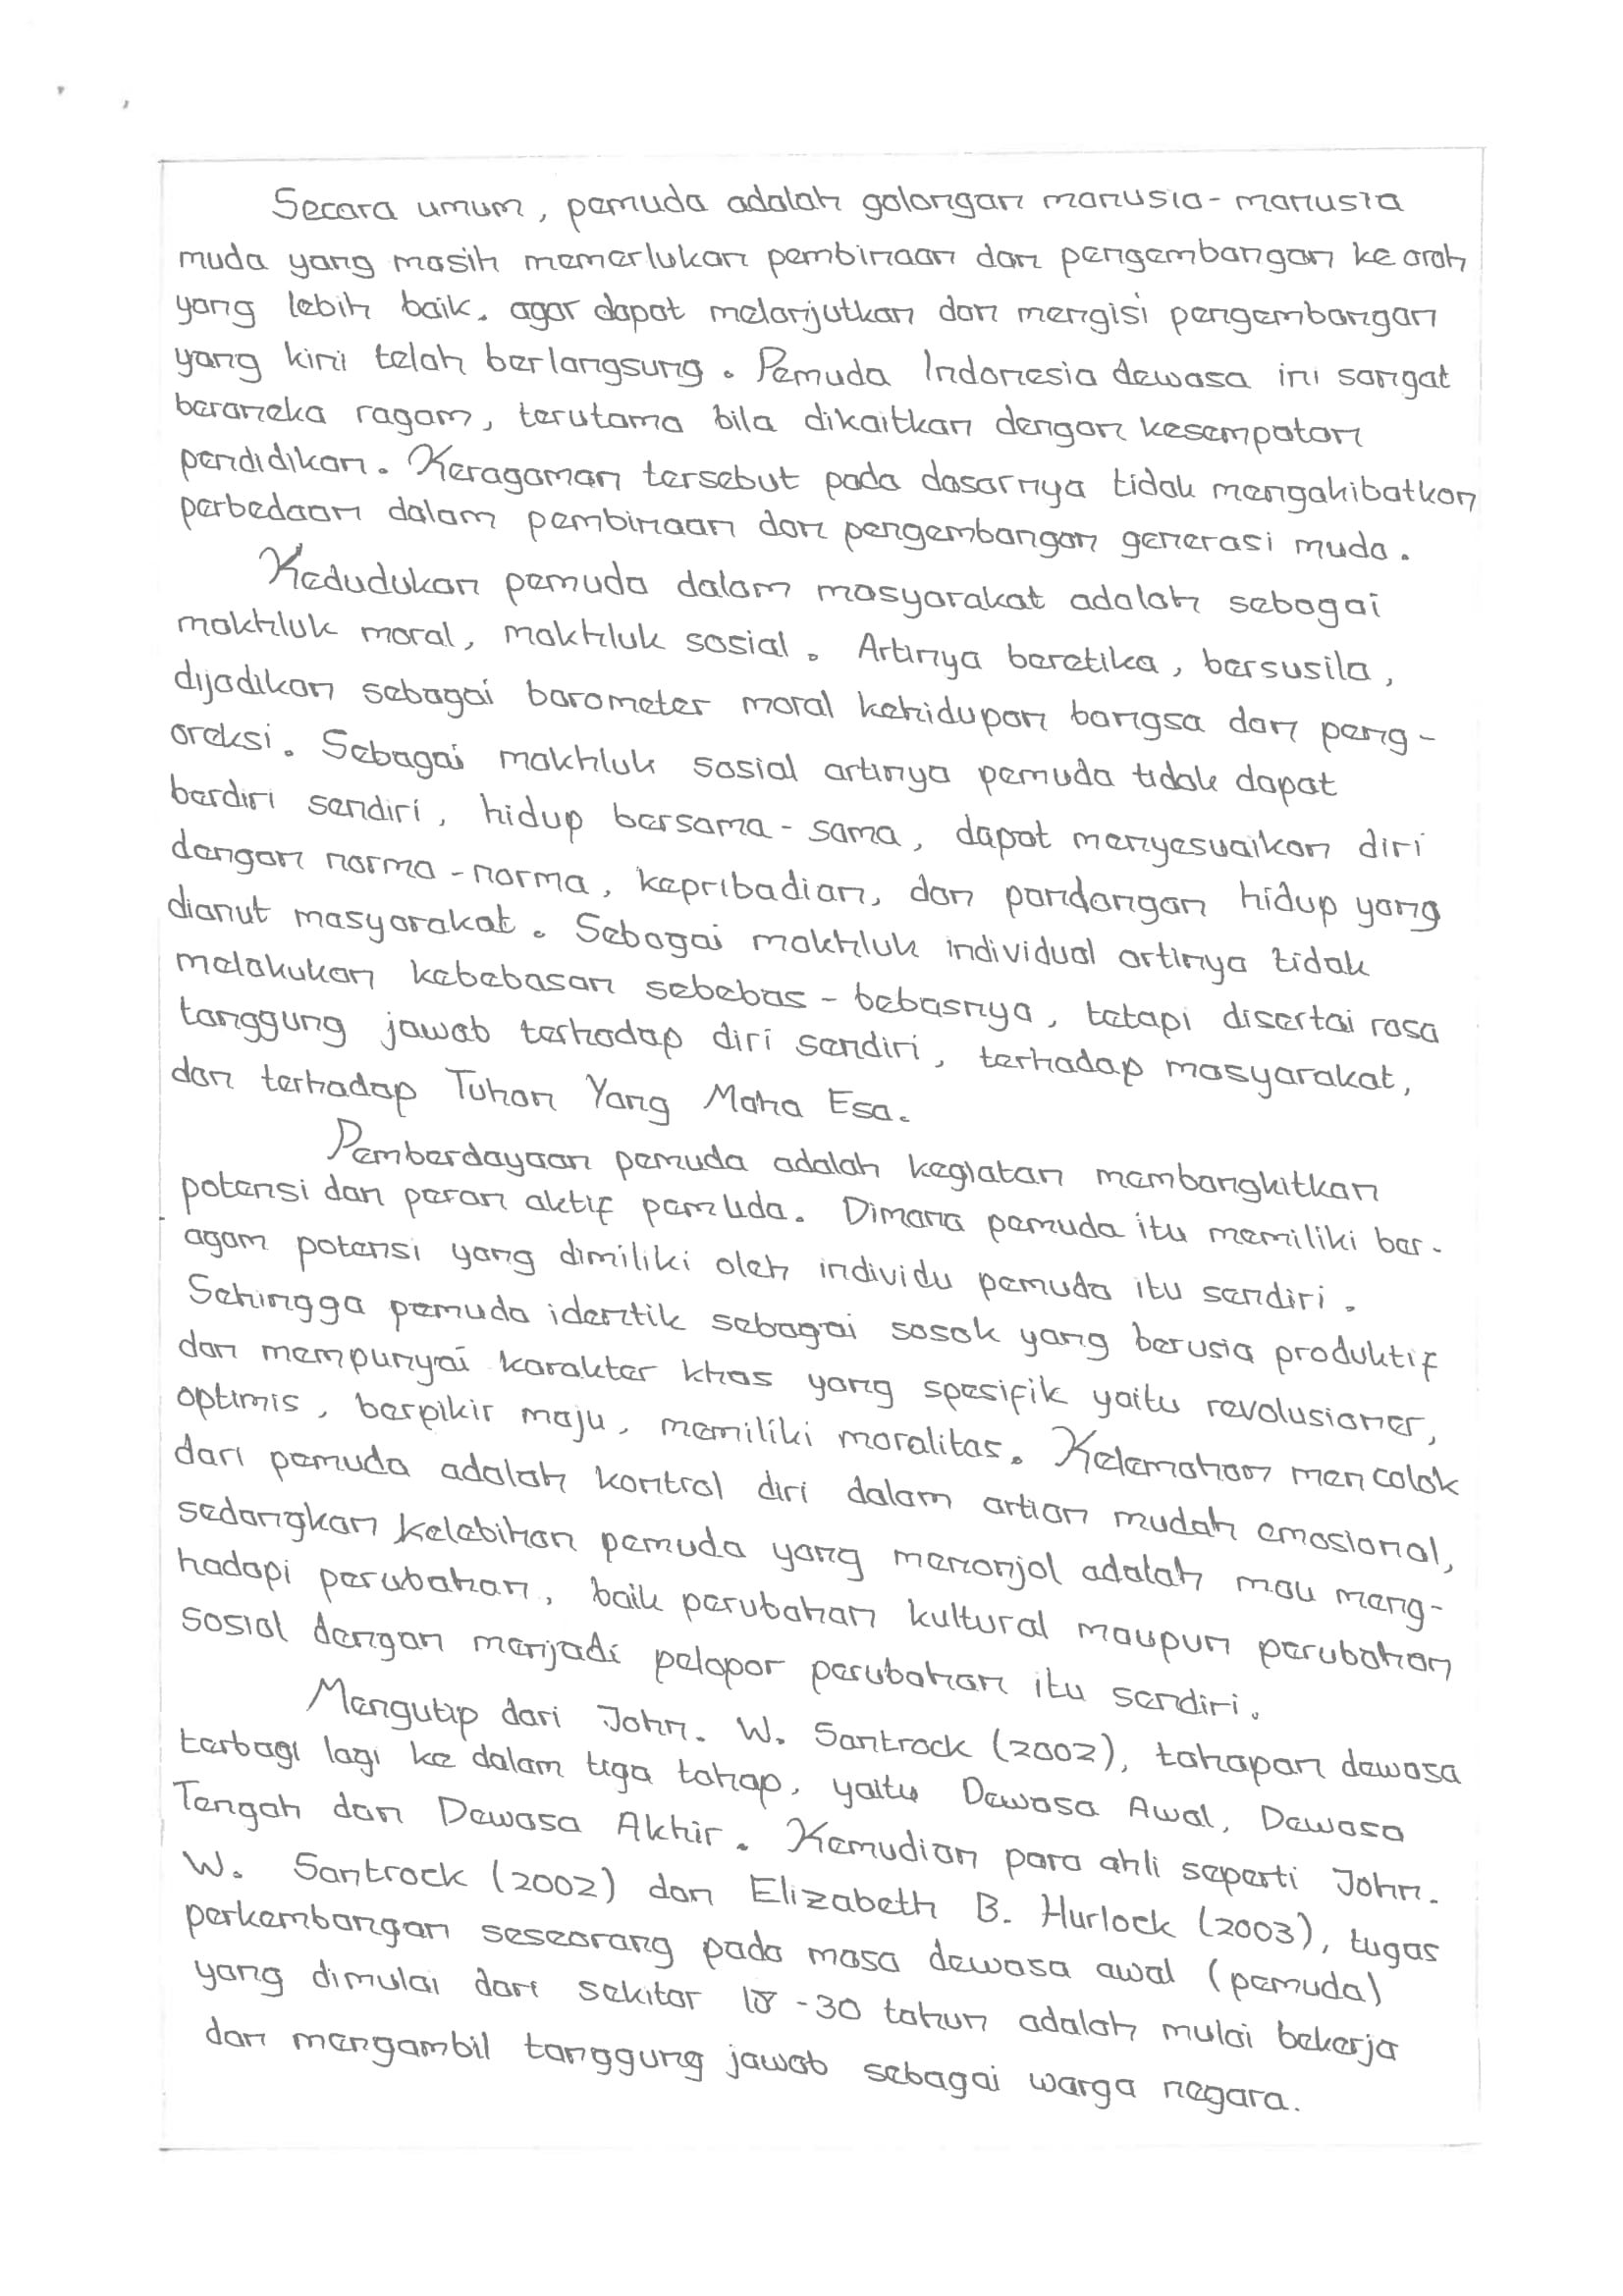 Secara umum, pemuda adalah golongan manusia-manusia
muda yang masih memerlukan pembinaan dan pengembangan ke arah
yang lebih baik. agar dapat melanjutkan dan mengisi pengembangan
yang kini telah berlangsung. Pemuda Indonesia dewasa ini sangat
beraneka ragam, terutama bila dikaitkan dengan kesempatan
pendidikan. Keragaman tersebut pada dasarnya tidak mengakibatkan
perbedaan dalam pembinaan dan pengembangan generasi muda.
Kedudukan pemuda dalam masyarakat adalah sebagai
makhluk moral, makhluk sosial. Artinya beretika, bersusila,
dijadikan sebagai barometer moral kehidupan bangsa dan peng-
oreksi. Sebagai makhluk sosial artinya pemuda tidak dapat
berdiri sendiri, hidup bersama-sama, dapat menyesuaikan diri
dengan norma-norma, kepribadian, dan pandangan hidup yang
dianut masyarakat. Sebagai makhluk individual artinya tidak
melakukan kebebasan sebebas-bebasnya, tetapi disertai rasa
tanggung jawab terhadap diri sendiri, terhadap masyarakat,
dan terhadap Tuhan Yang Maha Esa.
Pemberdayaan pemuda adalah kegiatan membangkitkan
potensi dan peran aktif pemuda. Dimana pemuda itu memiliki ber-
agam potensi yang dimiliki oleh individu pemuda itu sendiri.
Sehingga pemuda identik sebagai sosok yang berusia produktif
dan mempunyai karakter khas yang spesifik yaitu revolusioner,
optimis, berpikir maju, memiliki moralitas. Kelemahan mencolok
dari pemuda adalah kontrol diri dalam artian mudah emosional,
sedangkan kelebihan pemuda yang menonjol adalah mau meng-
hadapi perubahan, baik perubahan kultural maupun perubahan
sosial dengan menjadi pelopor perubahan itu sendiri.
Mengutip dari John. W. Santrock (2002), tahapan dewasa
terbagi lagi ke dalam tiga tahap, yaitu Dewasa Awal, Dewasa
Tengah dan Dewasa Akhir. Kemudian para ahli seperti John.
W. Santrock (2002) dan Elizabeth B. Hurlock (2003), tugas
perkembangan seseorang pada masa dewasa awal (pemuda)
yang dimulai dari sekitar 18-30 tahun adalah mulai bekerja
dan mengambil tanggung jawab sebagai warga negara.